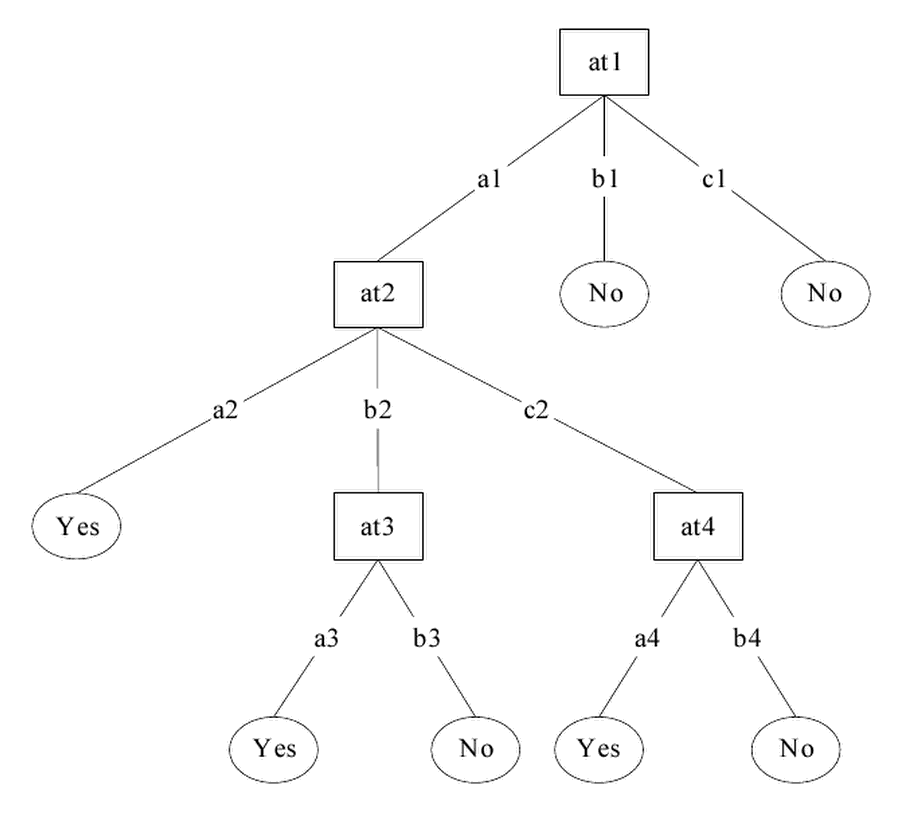 at1
a1 b1 c1
at2 No No
a2 b2 c2
Yes at3 at4
a3 b3 a4 b4
Yes No Yes No